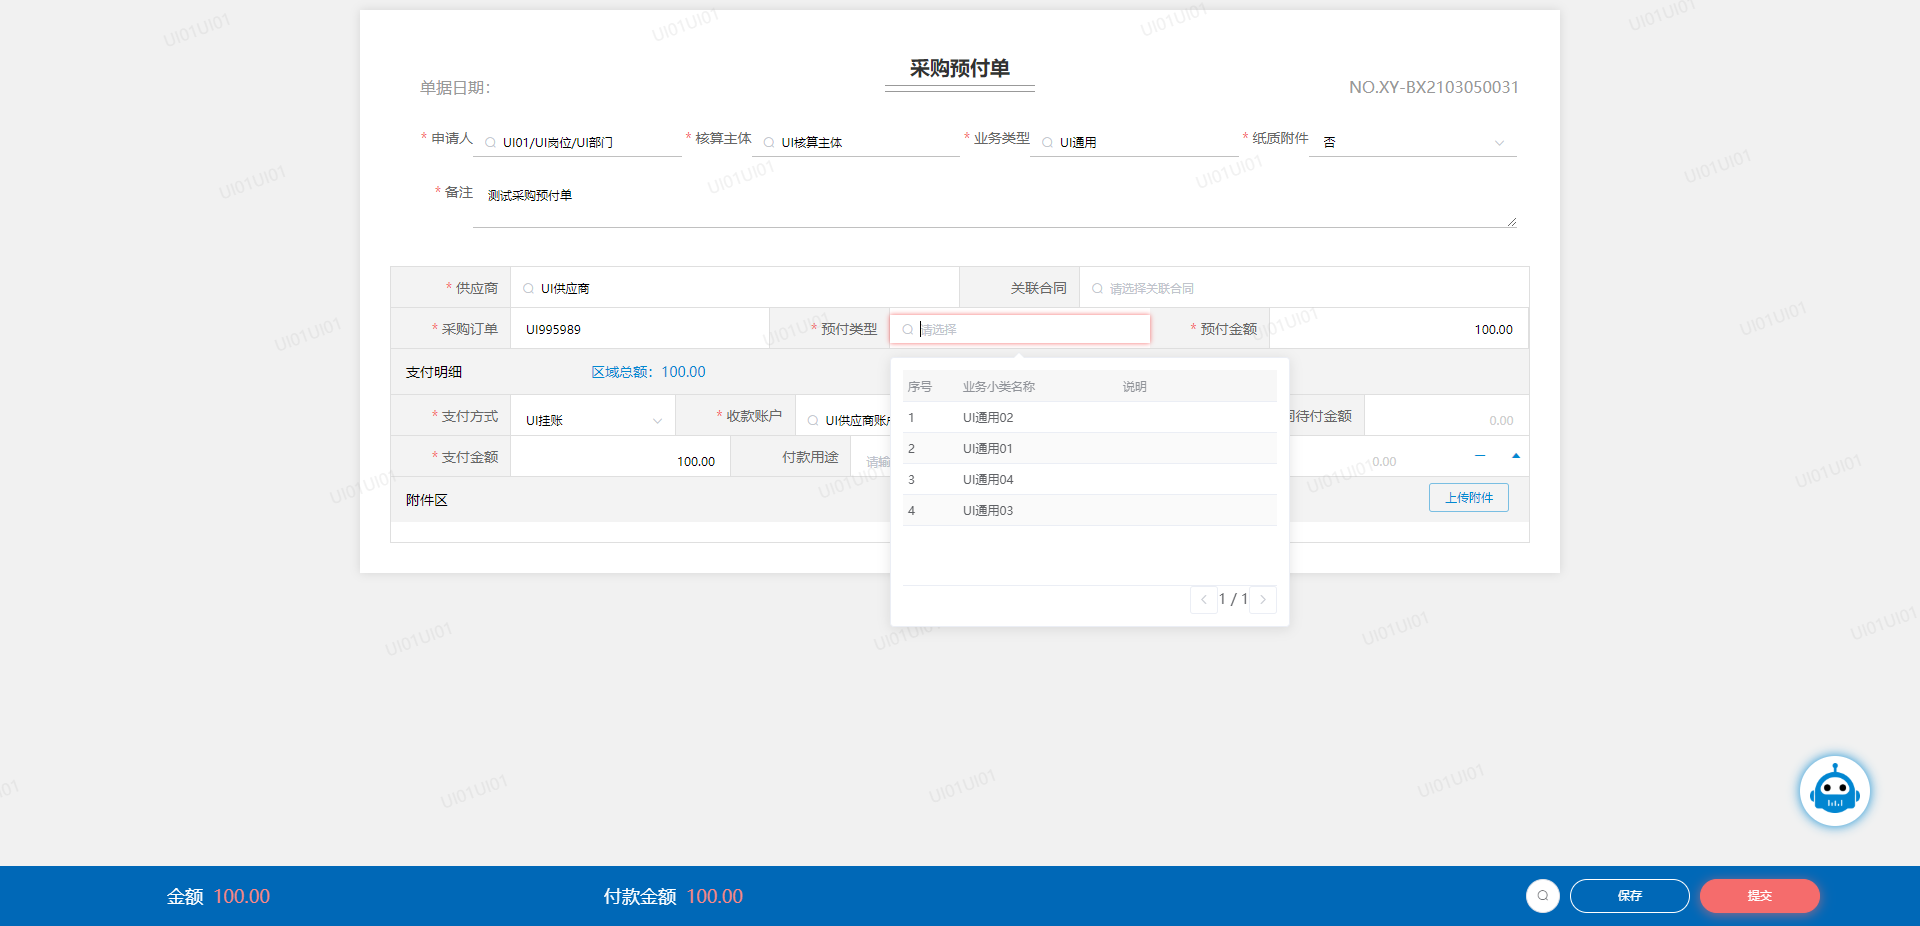 采购预付单
单据日期：
NO.XY-BX2103050031
* 申请人 UI01/UI岗位/UI部门 * 核算主体 UI核算主体 * 业务类型 UI通用 * 纸质附件 否
* 备注 测试采购预付单
* 供应商 UI供应商 关联合同 请选择关联合同
* 采购订单 UI995989 * 预付类型 请选择 * 预付金额 100.00
支付明细 区域总额：100.00
* 支付方式 UI挂账 * 收款账户 UI供应商账户 待付金额 0.00
* 支付金额 100.00 付款用途 请输 0.00
附件区 上传附件
序号 业务小类名称 说明
1 UI通用02
2 UI通用01
3 UI通用04
4 UI通用03
1 / 1
金额 100.00 付款金额 100.00 保存 提交
UI01UI01